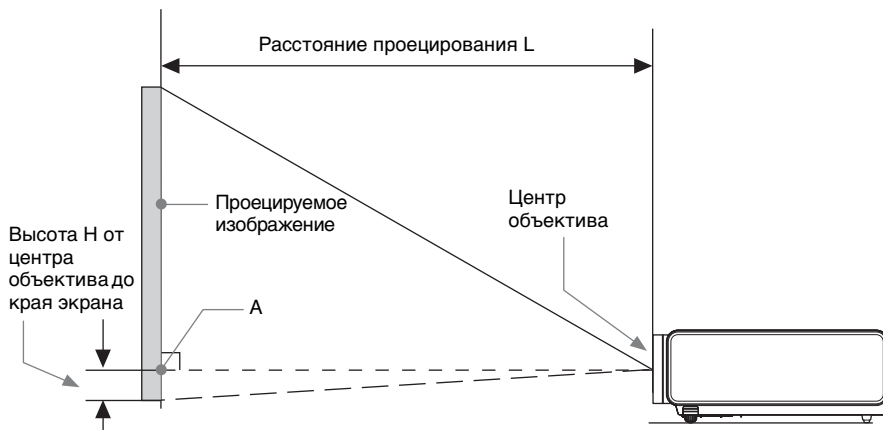 Расстояние проецирования L
Проецируемое
изображение
Центр
объектива
Высота H от
центра
объектива до
края экрана
A